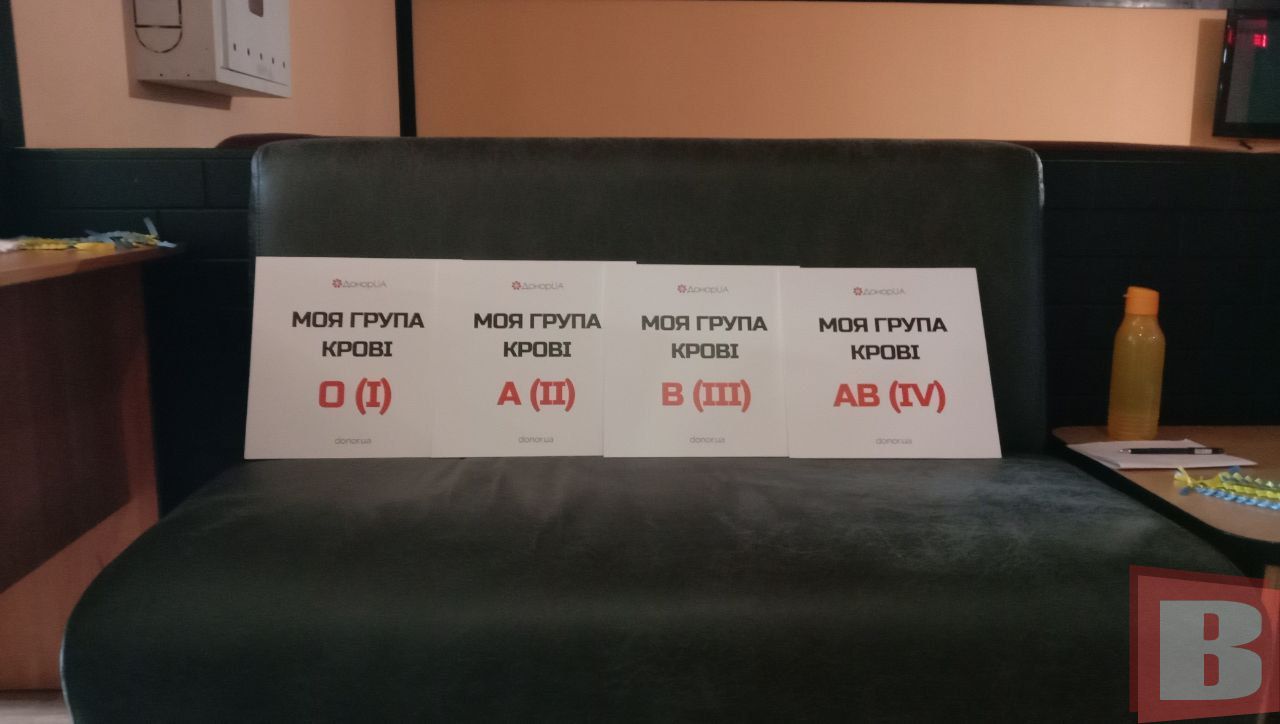 ДонорUA
МОЯ ГРУПА
КРОВІ
O (I)
donor.ua
ДонорUA
МОЯ ГРУПА
КРОВІ
A (II)
donor.ua
ДонорUA
МОЯ ГРУПА
КРОВІ
B (III)
donor.ua
ДонорUA
МОЯ ГРУПА
КРОВІ
AB (IV)
donor.ua
B